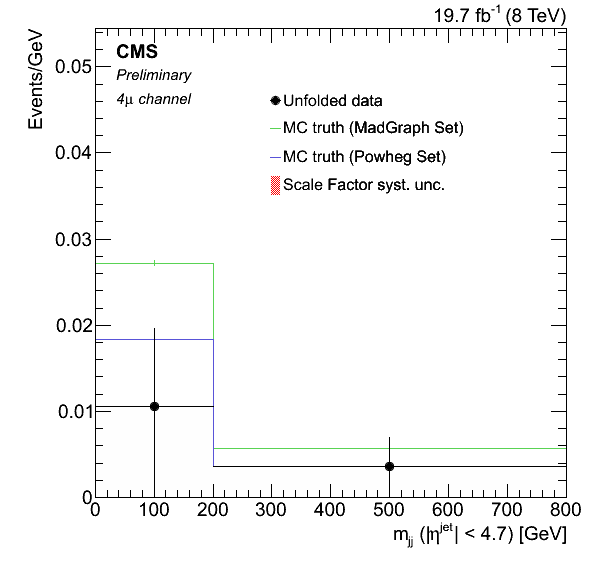 19.7 fb⁻¹ (8 TeV)
Events/GeV
CMS
Preliminary
4μ channel
Unfolded data
MC truth (MadGraph Set)
MC truth (Powheg Set)
Scale Factor syst. unc.
0.05
0.04
0.03
0.02
0.01
0
0 100 200 300 400 500 600 700 800
m_jj (|η^jet| < 4.7) [GeV]